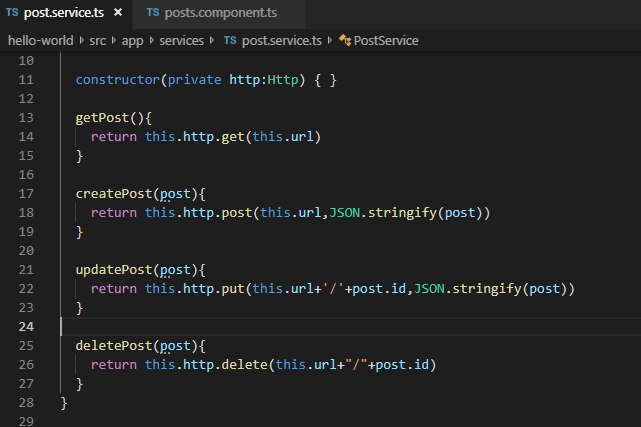 TS post.service.ts × TS posts.component.ts
hello-world > src > app > services > TS post.service.ts > PostService
10
11 constructor(private http:Http) { }
12
13 getPost(){
14 return this.http.get(this.url)
15 }
16
17 createPost(post){
18 return this.http.post(this.url,JSON.stringify(post))
19 }
20
21 updatePost(post){
22 return this.http.put(this.url+'/'+post.id,JSON.stringify(post))
23 }
24
25 deletePost(post){
26 return this.http.delete(this.url+"/"+post.id)
27 }
28 }
29